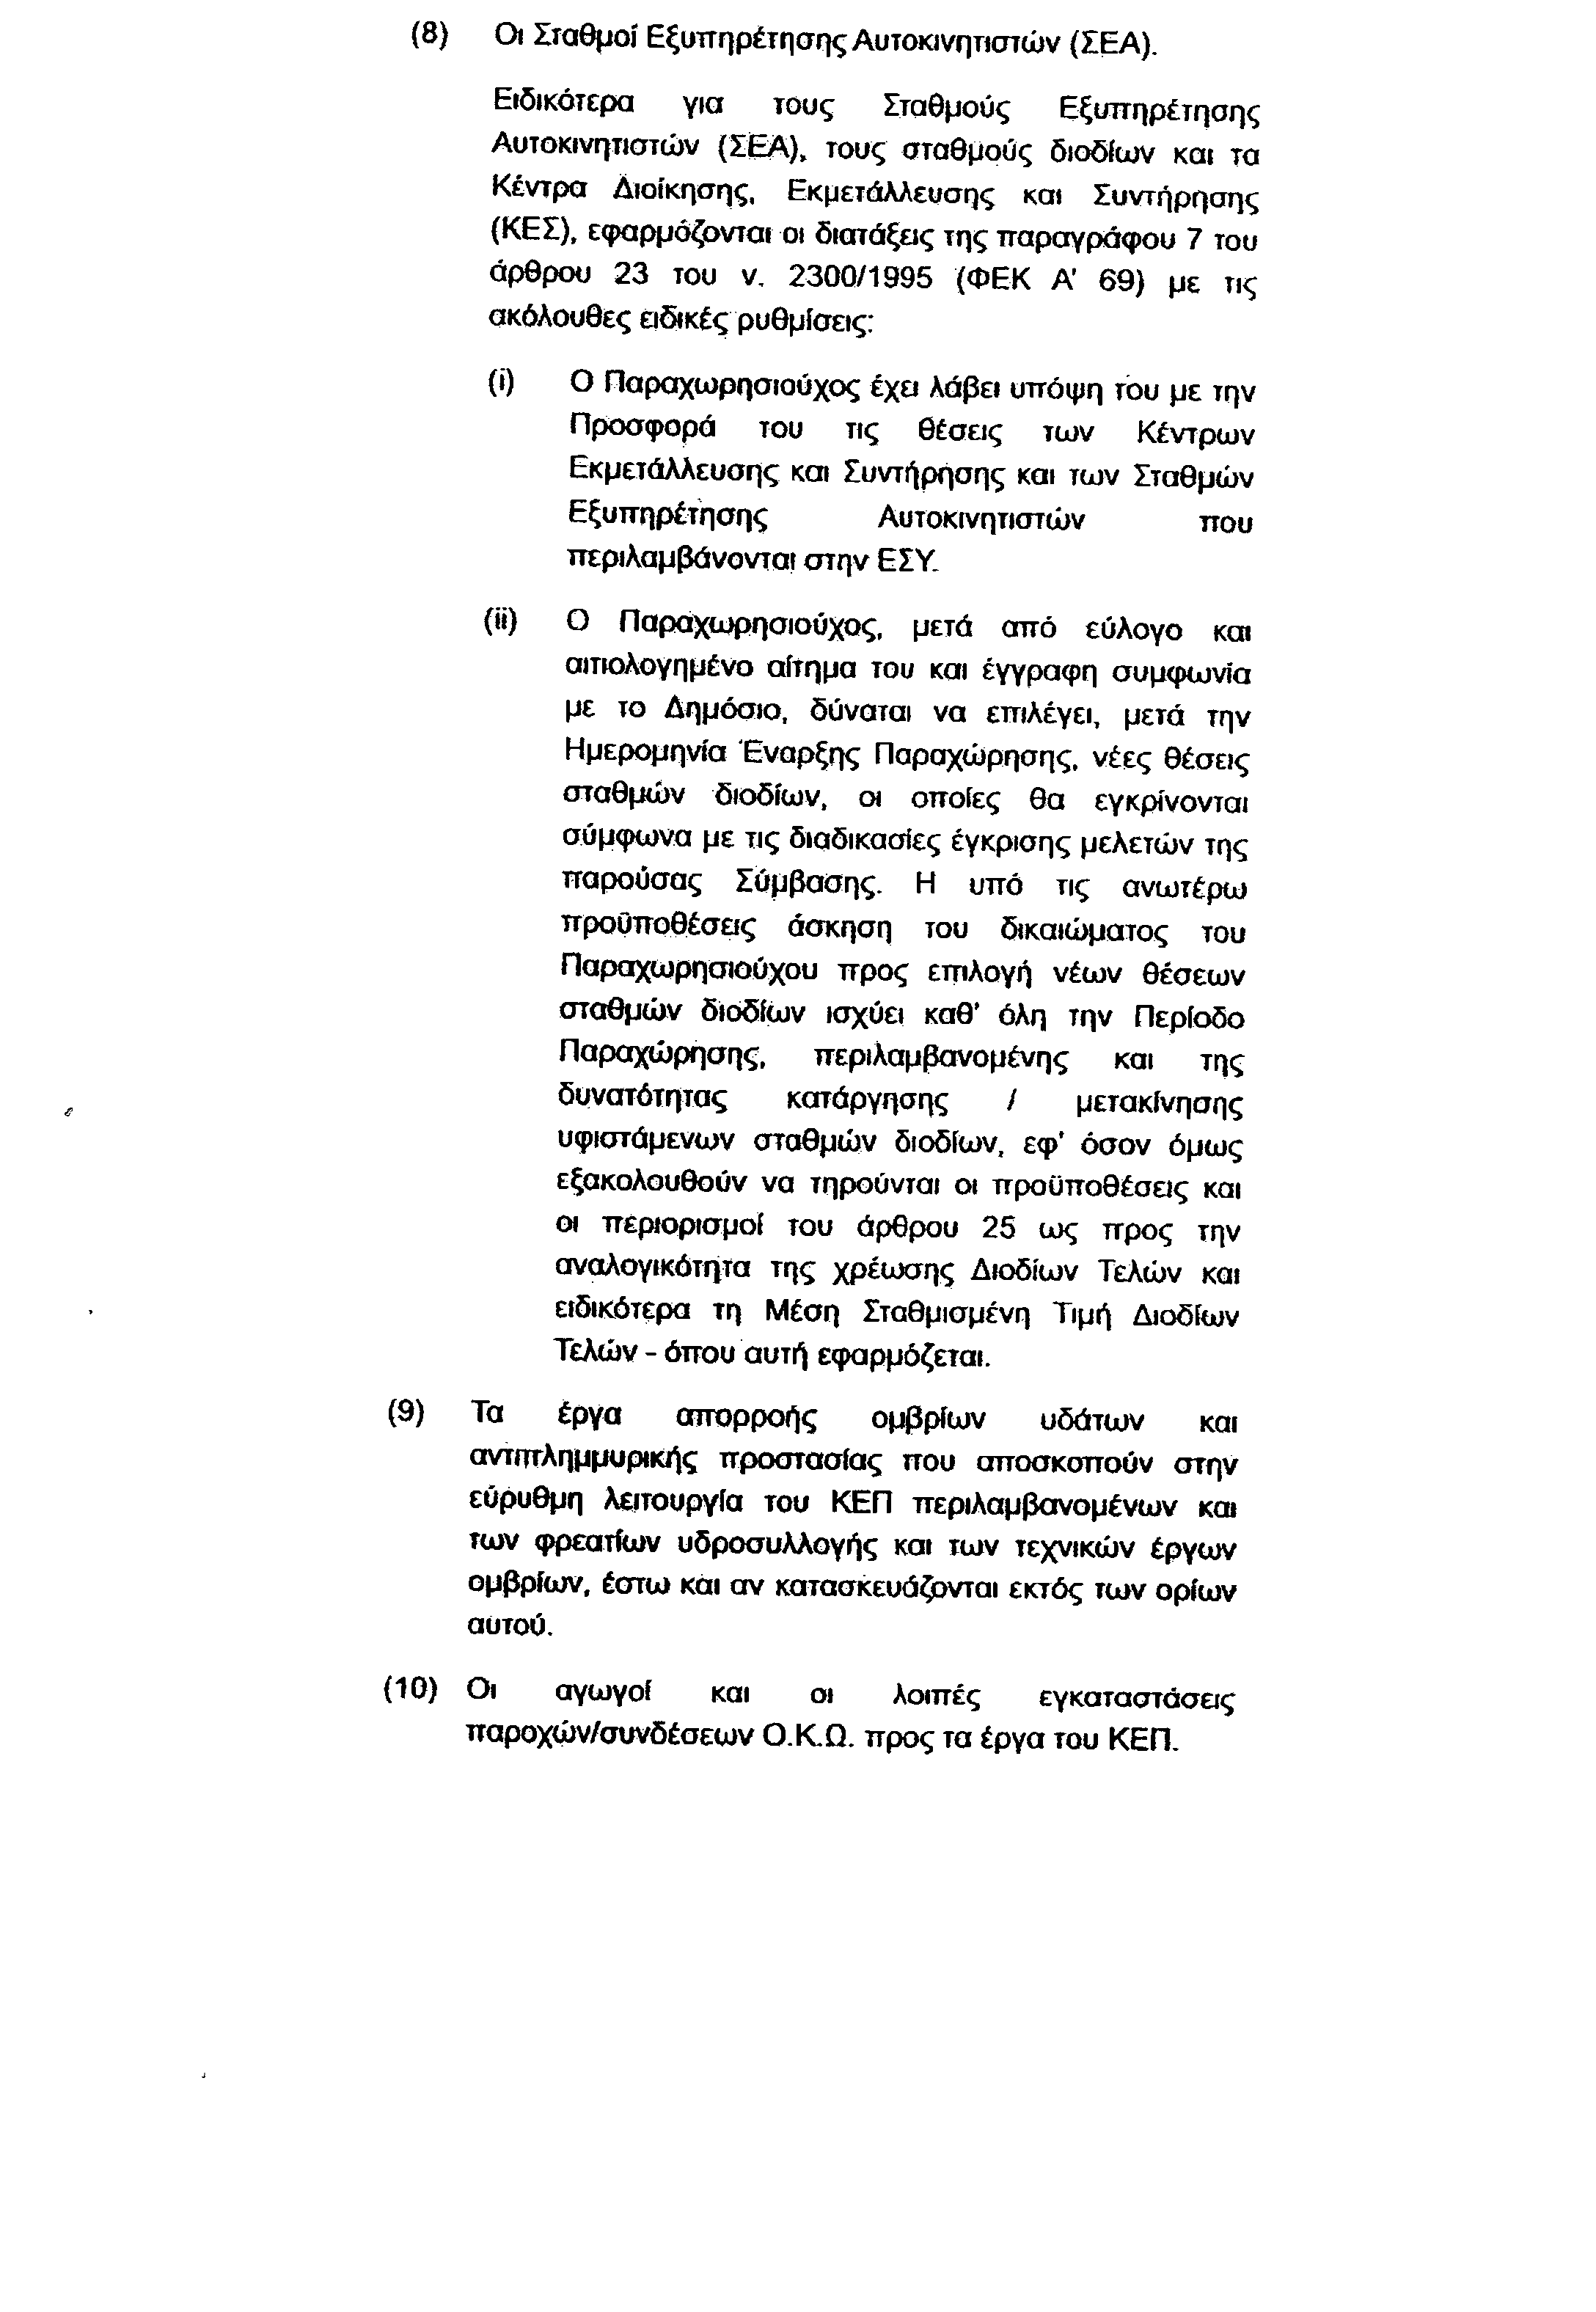 (8) Οι Σταθμοί Εξυπηρέτησης Αυτοκινητιστών (ΣΕΑ).
Ειδικότερα για τους Σταθμούς Εξυπηρέτησης
Αυτοκινητιστών (ΣΕΑ), τους σταθμούς διοδίων και τα
Κέντρα Διοίκησης, Εκμετάλλευσης και Συντήρησης
(ΚΕΣ), εφαρμόζονται οι διατάξεις της παραγράφου 7 του
άρθρου 23 του ν. 2300/1995 (ΦΕΚ Α' 69) με τις
ακόλουθες ειδικές ρυθμίσεις:
(i) Ο Παραχωρησιούχος έχει λάβει υπόψη του με την
Προσφορά του τις θέσεις των Κέντρων
Εκμετάλλευσης και Συντήρησης και των Σταθμών
Εξυπηρέτησης Αυτοκινητιστών που
περιλαμβάνονται στην ΕΣΥ.
(ii) Ο Παραχωρησιούχος, μετά από εύλογο και
αιτιολογημένο αίτημα του και έγγραφη συμφωνία
με το Δημόσιο, δύναται να επιλέγει, μετά την
Ημερομηνία Έναρξης Παραχώρησης, νέες θέσεις
σταθμών διοδίων, οι οποίες θα εγκρίνονται
σύμφωνα με τις διαδικασίες έγκρισης μελετών της
παρούσας Σύμβασης. Η υπό τις ανωτέρω
προϋποθέσεις άσκηση του δικαιώματος του
Παραχωρησιούχου προς επιλογή νέων θέσεων
σταθμών διοδίων ισχύει καθ' όλη την Περίοδο
Παραχώρησης, περιλαμβανομένης και της
δυνατότητας κατάργησης / μετακίνησης
υφιστάμενων σταθμών διοδίων, εφ' όσον όμως
εξακολουθούν να τηρούνται οι προϋποθέσεις και
οι περιορισμοί του άρθρου 25 ως προς την
αναλογικότητα της χρέωσης Διοδίων Τελών και
ειδικότερα τη Μέση Σταθμισμένη Τιμή Διοδίων
Τελών - όπου αυτή εφαρμόζεται.
(9) Τα έργα απορροής ομβρίων υδάτων και
αντιπλημμυρικής προστασίας που αποσκοπούν στην
εύρυθμη λειτουργία του ΚΕΠ περιλαμβανομένων και
των φρεατίων υδροσυλλογής και των τεχνικών έργων
ομβρίων, έστω και αν κατασκευάζονται εκτός των ορίων
αυτού.
(10) Οι αγωγοί και οι λοιπές εγκαταστάσεις
παροχών/συνδέσεων Ο.Κ.Ω. προς τα έργα του ΚΕΠ.